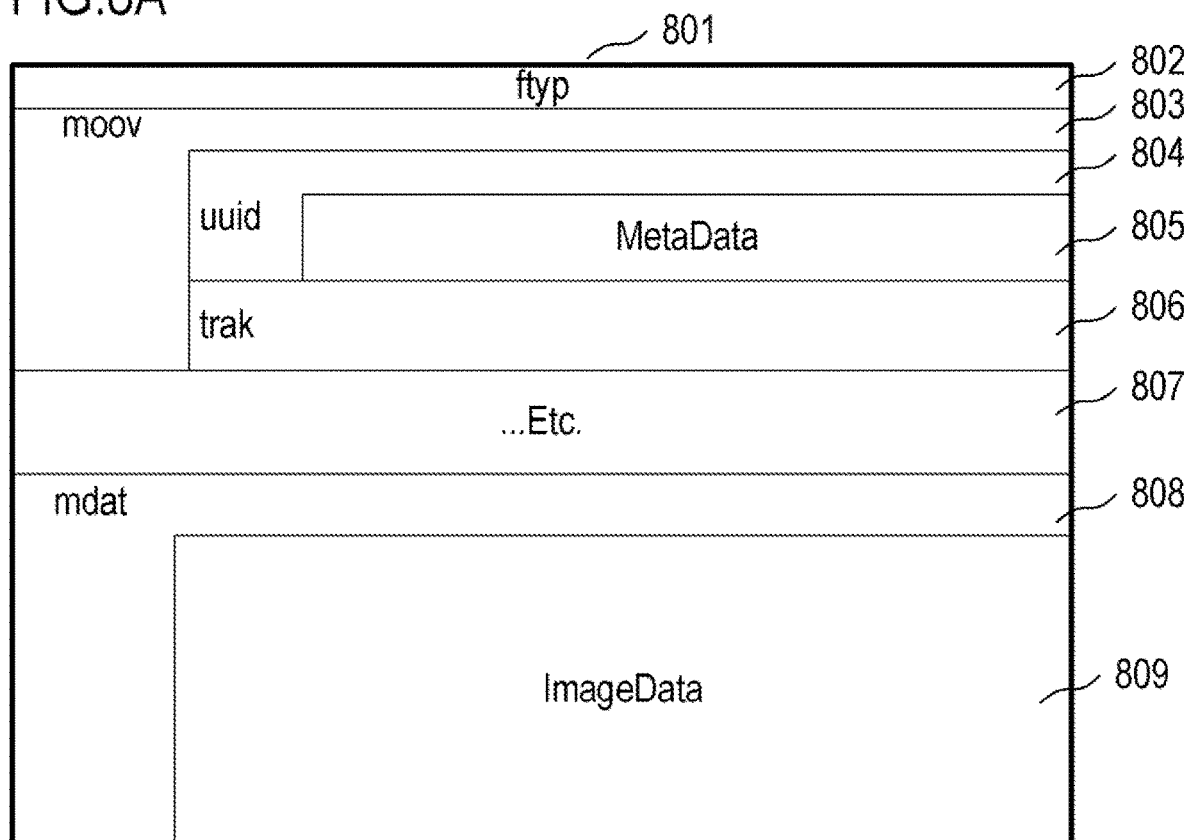 801
ftyp 802
moov 803
804
uuid MetaData 805
trak 806
...Etc. 807
mdat 808
ImageData 809